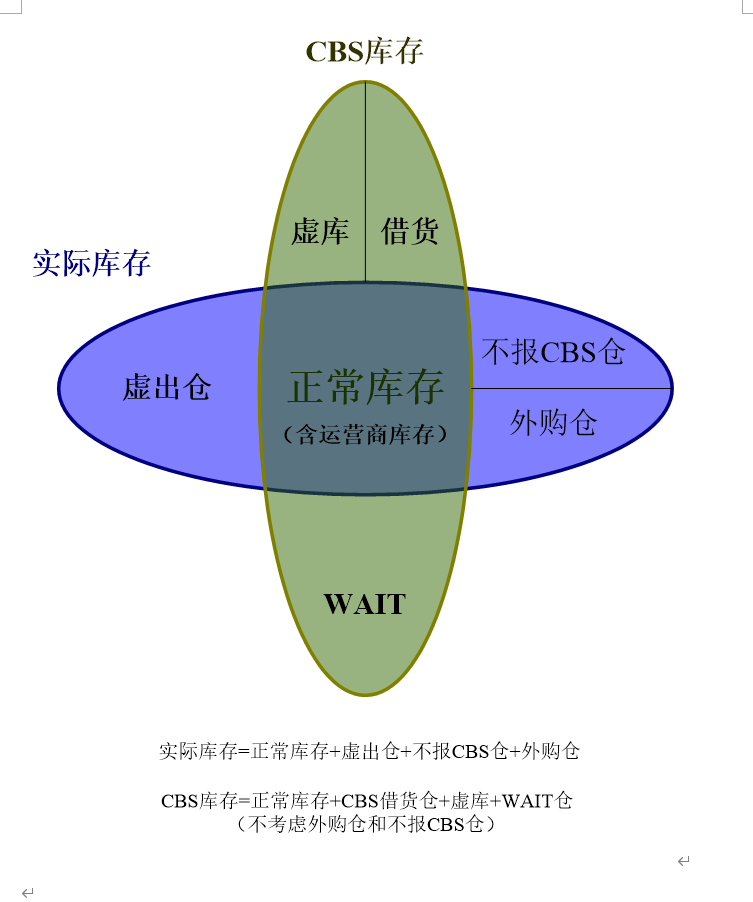 CBS库存
虚库 借货
实际库存
不报CBS仓
虚出仓
正常库存
外购仓
（含运营商库存）
WAIT
实际库存=正常库存+虚出仓+不报CBS仓+外购仓
CBS库存=正常库存+CBS借货仓+虚库+WAIT仓
（不考虑外购仓和不报CBS仓）